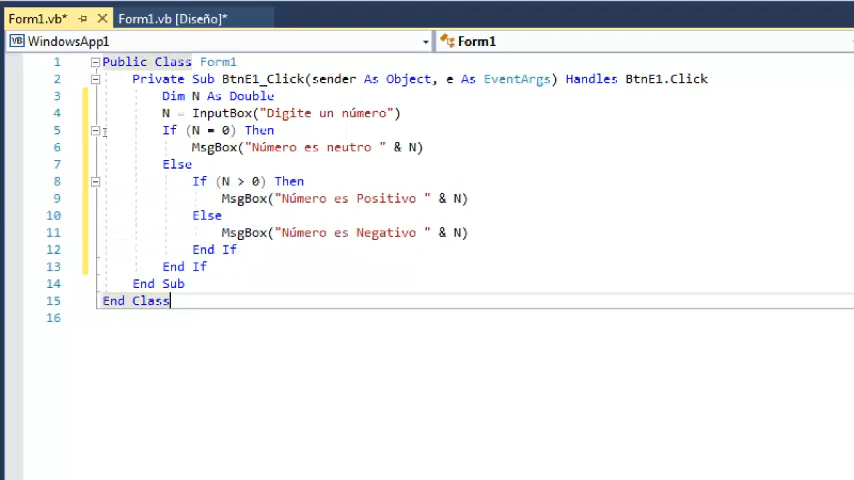 Form1.vb* Form1.vb [Diseño]*
VB WindowsApp1 Form1
1 Public Class Form1
2 Private Sub BtnE1_Click(sender As Object, e As EventArgs) Handles BtnE1.Click
3 Dim N As Double
4 N = InputBox("Digite un número")
5 If (N = 0) Then
6 MsgBox("Número es neutro " & N)
7 Else
8 If (N > 0) Then
9 MsgBox("Número es Positivo " & N)
10 Else
11 MsgBox("Número es Negativo " & N)
12 End If
13 End If
14 End Sub
15 End Class
16